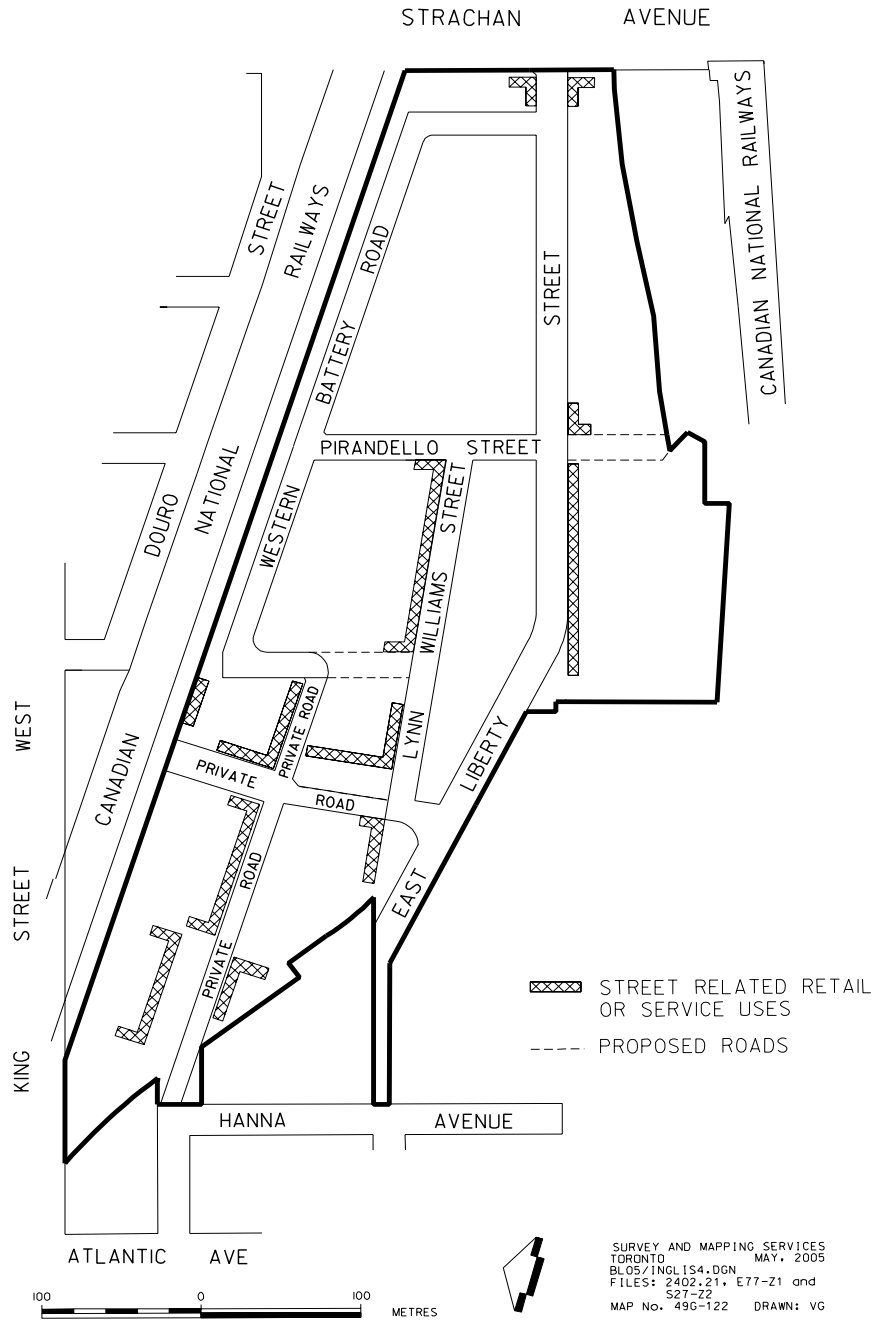 STRACHAN AVENUE
CANADIAN NATIONAL RAILWAYS
DOURO STREET
CANADIAN NATIONAL RAILWAYS
WESTERN BATTERY ROAD
STREET
PIRANDELLO STREET
LYNN WILLIAMS STREET
EAST LIBERTY
PRIVATE ROAD
PRIVATE ROAD
PRIVATE ROAD
KING STREET WEST
STREET RELATED RETAIL
OR SERVICE USES
PROPOSED ROADS
HANNA AVENUE
ATLANTIC AVE
100 0 100
METRES
SURVEY AND MAPPING SERVICES
TORONTO MAY, 2005
BL05/INGLIS4.DGN
FILES: 2402.21, E77-Z1 and
S27-Z2
MAP No. 49G-122 DRAWN: VG